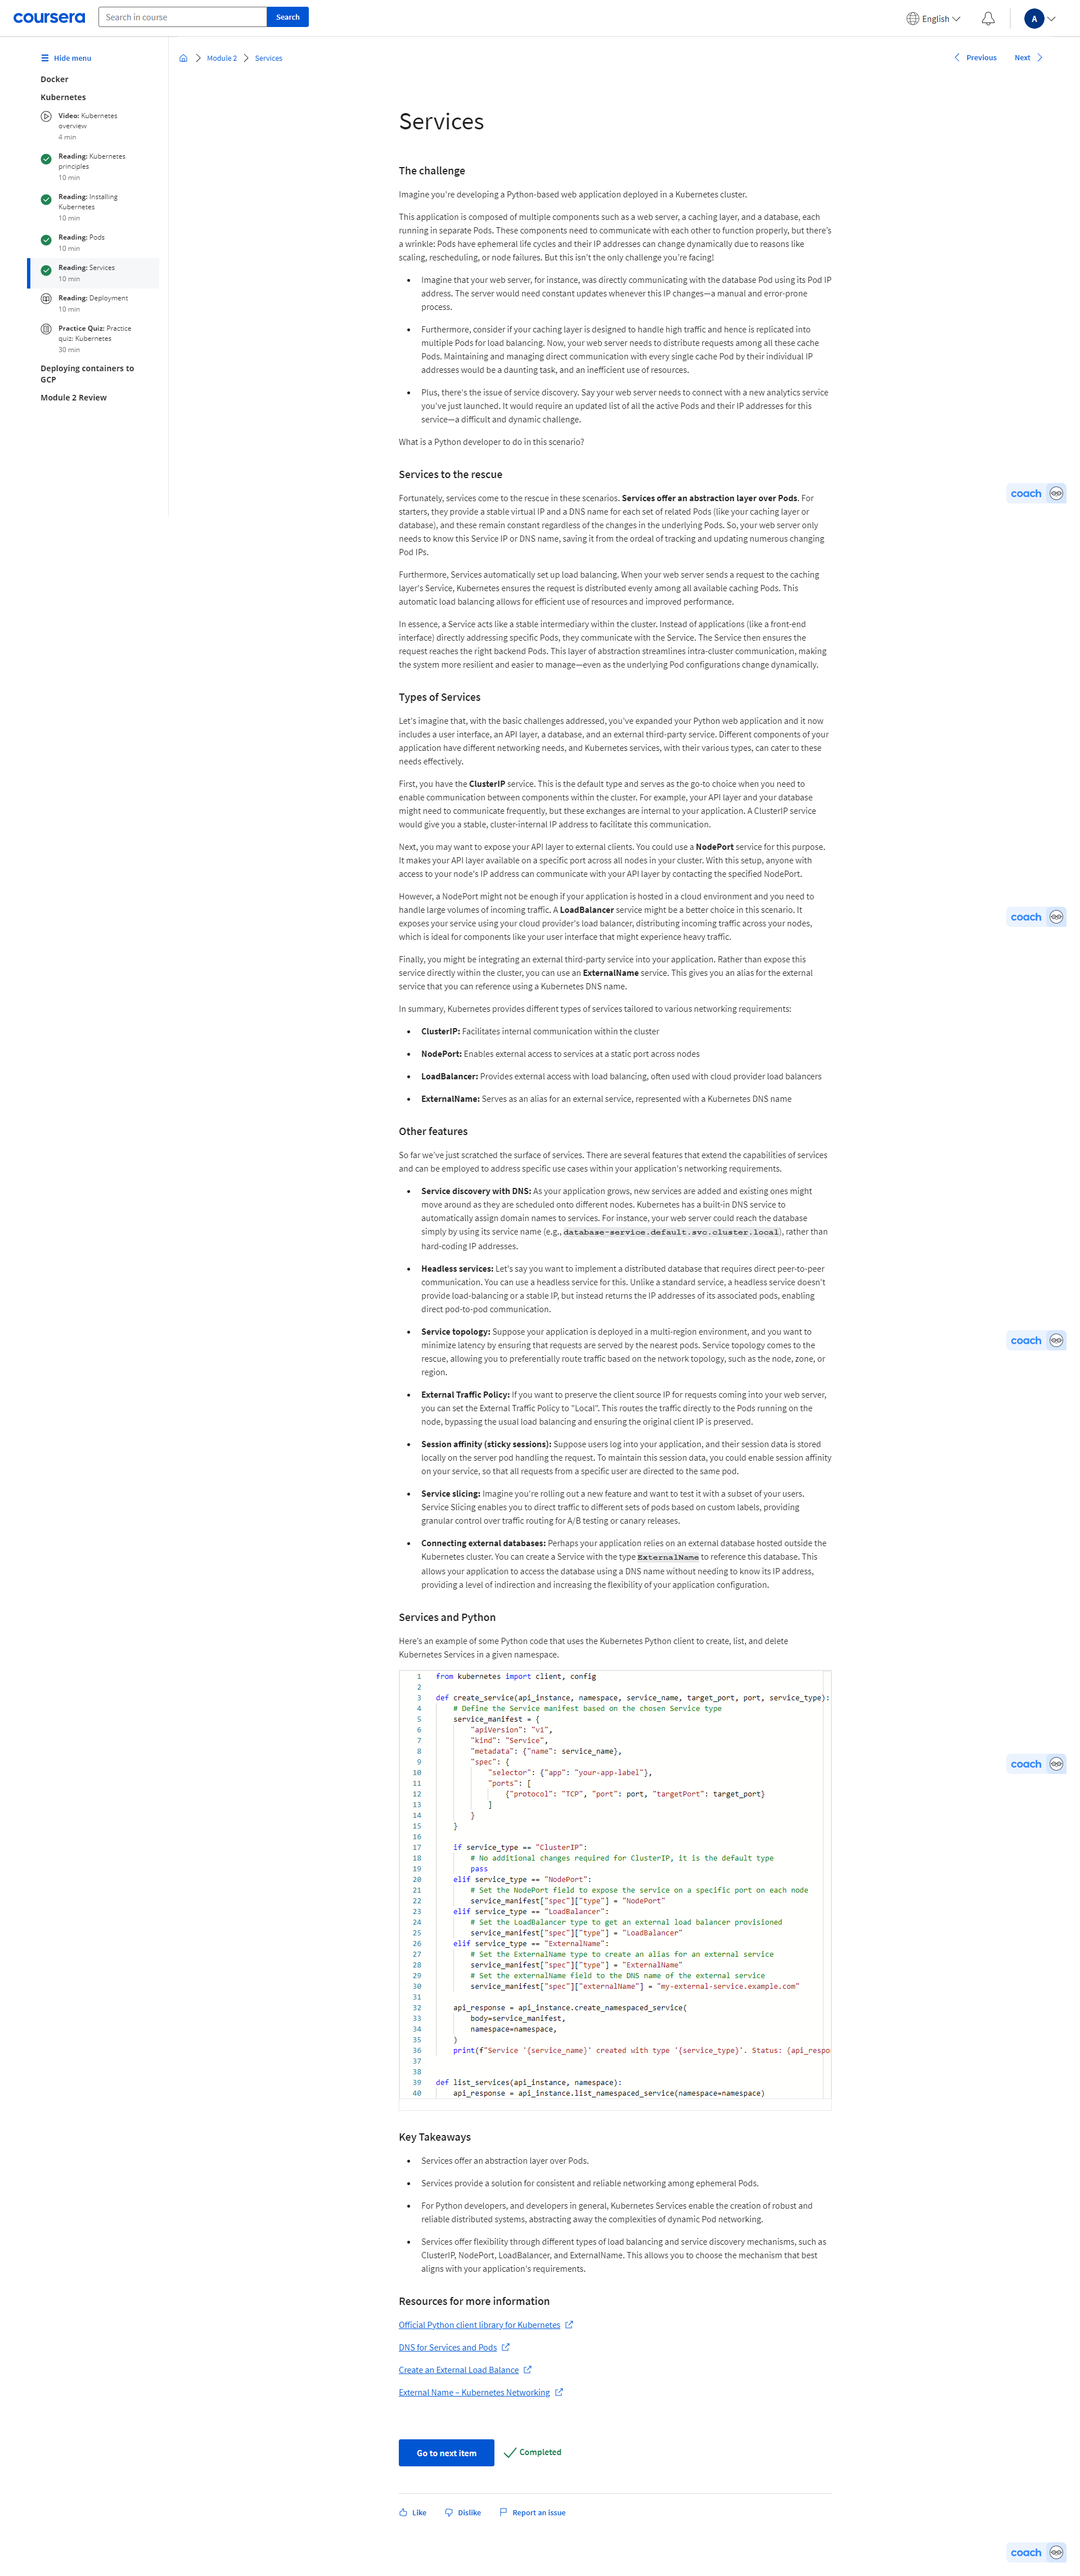 coursera
Search in course
Search
English
A
Hide menu
Module 2
Services
Previous
Next
Docker
Kubernetes
Video: Kubernetes
overview
4 min
Reading: Kubernetes
principles
10 min
Reading: Installing
Kubernetes
10 min
Reading: Pods
10 min
Reading: Services
10 min
Reading: Deployment
10 min
Practice Quiz: Practice
quiz: Kubernetes
30 min
Deploying containers to
GCP
Module 2 Review
Services
The challenge
Imagine you're developing a Python-based web application deployed in a Kubernetes cluster.
This application is composed of multiple components such as a web server, a caching layer, and a database, each
running in separate Pods. These components need to communicate with each other to function properly, but there's
a wrinkle: Pods have ephemeral life cycles and their IP addresses can change dynamically due to reasons like
scaling, rescheduling, or node failures. But this isn't the only challenge you're facing!
Imagine that your web server, for instance, was directly communicating with the database Pod using its Pod IP
address. The server would need constant updates whenever this IP changes—a manual and error-prone
process.
Furthermore, consider if your caching layer is designed to handle high traffic and hence is replicated into
multiple Pods for load balancing. Now, your web server needs to distribute requests among all these cache
Pods. Maintaining and managing direct communication with every single cache Pod by their individual IP
addresses would be a daunting task, and an inefficient use of resources.
Plus, there's the issue of service discovery. Say your web server needs to connect with a new analytics service
you've just launched. It would require an updated list of all the active Pods and their IP addresses for this
service—a difficult and dynamic challenge.
What is a Python developer to do in this scenario?
Services to the rescue
Fortunately, services come to the rescue in these scenarios. Services offer an abstraction layer over Pods. For
starters, they provide a stable virtual IP and a DNS name for each set of related Pods (like your caching layer or
database), and these remain constant regardless of the changes in the underlying Pods. So, your web server only
needs to know this Service IP or DNS name, saving it from the ordeal of tracking and updating numerous changing
Pod IPs.
Furthermore, Services automatically set up load balancing. When your web server sends a request to the caching
layer's Service, Kubernetes ensures the request is distributed evenly among all available caching Pods. This
automatic load balancing allows for efficient use of resources and improved performance.
In essence, a Service acts like a stable intermediary within the cluster. Instead of applications (like a front-end
interface) directly addressing specific Pods, they communicate with the Service. The Service then ensures the
request reaches the right backend Pods. This layer of abstraction streamlines intra-cluster communication, making
the system more resilient and easier to manage—even as the underlying Pod configurations change dynamically.
Types of Services
Let's imagine that, with the basic challenges addressed, you've expanded your Python web application and it now
includes a user interface, an API layer, a database, and an external third-party service. Different components of your
application have different networking needs, and Kubernetes services, with their various types, can cater to these
needs effectively.
First, you have the ClusterIP service. This is the default type and serves as the go-to choice when you need to
enable communication between components within the cluster. For example, your API layer and your database
might need to communicate frequently, but these exchanges are internal to your application. A ClusterIP service
would give you a stable, cluster-internal IP address to facilitate this communication.
Next, you may want to expose your API layer to external clients. You could use a NodePort service for this purpose.
It makes your API layer available on a specific port across all nodes in your cluster. With this setup, anyone with
access to your node's IP address can communicate with your API layer by contacting the specified NodePort.
However, a NodePort might not be enough if your application is hosted in a cloud environment and you need to
handle large volumes of incoming traffic. A LoadBalancer service might be a better choice in this scenario. It
exposes your service using your cloud provider's load balancer, distributing incoming traffic across your nodes,
which is ideal for components like your user interface that might experience heavy traffic.
Finally, you might be integrating an external third-party service into your application. Rather than expose this
service directly within the cluster, you can use an ExternalName service. This gives you an alias for the external
service that you can reference using a Kubernetes DNS name.
In summary, Kubernetes provides different types of services tailored to various networking requirements:
ClusterIP: Facilitates internal communication within the cluster
NodePort: Enables external access to services at a static port across nodes
LoadBalancer: Provides external access with load balancing, often used with cloud provider load balancers
ExternalName: Serves as an alias for an external service, represented with a Kubernetes DNS name
Other features
So far we've just scratched the surface of services. There are several features that extend the capabilities of services
and can be employed to address specific use cases within your application's networking requirements.
Service discovery with DNS: As your application grows, new services are added and existing ones might
move around as they are scheduled onto different nodes. Kubernetes has a built-in DNS service to
automatically assign domain names to services. For instance, your web server could reach the database
simply by using its service name (e.g., database-service.default.svc.cluster.local), rather than
hard-coding IP addresses.
Headless services: Let's say you want to implement a distributed database that requires direct peer-to-peer
communication. You can use a headless service for this. Unlike a standard service, a headless service doesn't
provide load-balancing or a stable IP, but instead returns the IP addresses of its associated pods, enabling
direct pod-to-pod communication.
Service topology: Suppose your application is deployed in a multi-region environment, and you want to
minimize latency by ensuring that requests are served by the nearest pods. Service topology comes to the
rescue, allowing you to preferentially route traffic based on the network topology, such as the node, zone, or
region.
External Traffic Policy: If you want to preserve the client source IP for requests coming into your web server,
you can set the External Traffic Policy to "Local". This routes the traffic directly to the Pods running on the
node, bypassing the usual load balancing and ensuring the original client IP is preserved.
Session affinity (sticky sessions): Suppose users log into your application, and their session data is stored
locally on the server pod handling the request. To maintain this session data, you could enable session affinity
on your service, so that all requests from a specific user are directed to the same pod.
Service slicing: Imagine you're rolling out a new feature and want to test it with a subset of your users.
Service Slicing enables you to direct traffic to different sets of pods based on custom labels, providing
granular control over traffic routing for A/B testing or canary releases.
Connecting external databases: Perhaps your application relies on an external database hosted outside the
Kubernetes cluster. You can create a Service with the type ExternalName to reference this database. This
allows your application to access the database using a DNS name without needing to know its IP address,
providing a level of indirection and increasing the flexibility of your application configuration.
Services and Python
Here's an example of some Python code that uses the Kubernetes Python client to create, list, and delete
Kubernetes Services in a given namespace.
1 from kubernetes import client, config
2
3 def create_service(api_instance, namespace, service_name, target_port, port, service_type):
4 # Define the Service manifest based on the chosen Service type
5 service_manifest = {
6 "apiVersion": "v1",
7 "kind": "Service",
8 "metadata": {"name": service_name},
9 "spec": {
10 "selector": {"app": "your-app-label"},
11 "ports": [
12 {"protocol": "TCP", "port": port, "targetPort": target_port}
13 ]
14 }
15 }
16
17 if service_type == "ClusterIP":
18 # No additional changes required for ClusterIP, it is the default type
19 pass
20 elif service_type == "NodePort":
21 # Set the NodePort field to expose the service on a specific port on each node
22 service_manifest["spec"]["type"] = "NodePort"
23 elif service_type == "LoadBalancer":
24 # Set the LoadBalancer type to get an external load balancer provisioned
25 service_manifest["spec"]["type"] = "LoadBalancer"
26 elif service_type == "ExternalName":
27 # Set the ExternalName type to create an alias for an external service
28 service_manifest["spec"]["type"] = "ExternalName"
29 # Set the externalName field to the DNS name of the external service
30 service_manifest["spec"]["externalName"] = "my-external-service.example.com"
31
32 api_response = api_instance.create_namespaced_service(
33 body=service_manifest,
34 namespace=namespace,
35 )
36 print(f"Service '{service_name}' created with type '{service_type}'. Status: {api_respon
37
38
39 def list_services(api_instance, namespace):
40 api_response = api_instance.list_namespaced_service(namespace=namespace)
Key Takeaways
Services offer an abstraction layer over Pods.
Services provide a solution for consistent and reliable networking among ephemeral Pods.
For Python developers, and developers in general, Kubernetes Services enable the creation of robust and
reliable distributed systems, abstracting away the complexities of dynamic Pod networking.
Services offer flexibility through different types of load balancing and service discovery mechanisms, such as
ClusterIP, NodePort, LoadBalancer, and ExternalName. This allows you to choose the mechanism that best
aligns with your application's requirements.
Resources for more information
Official Python client library for Kubernetes
DNS for Services and Pods
Create an External Load Balance
External Name – Kubernetes Networking
Go to next item
Completed
Like
Dislike
Report an issue
coach
coach
coach
coach
coach